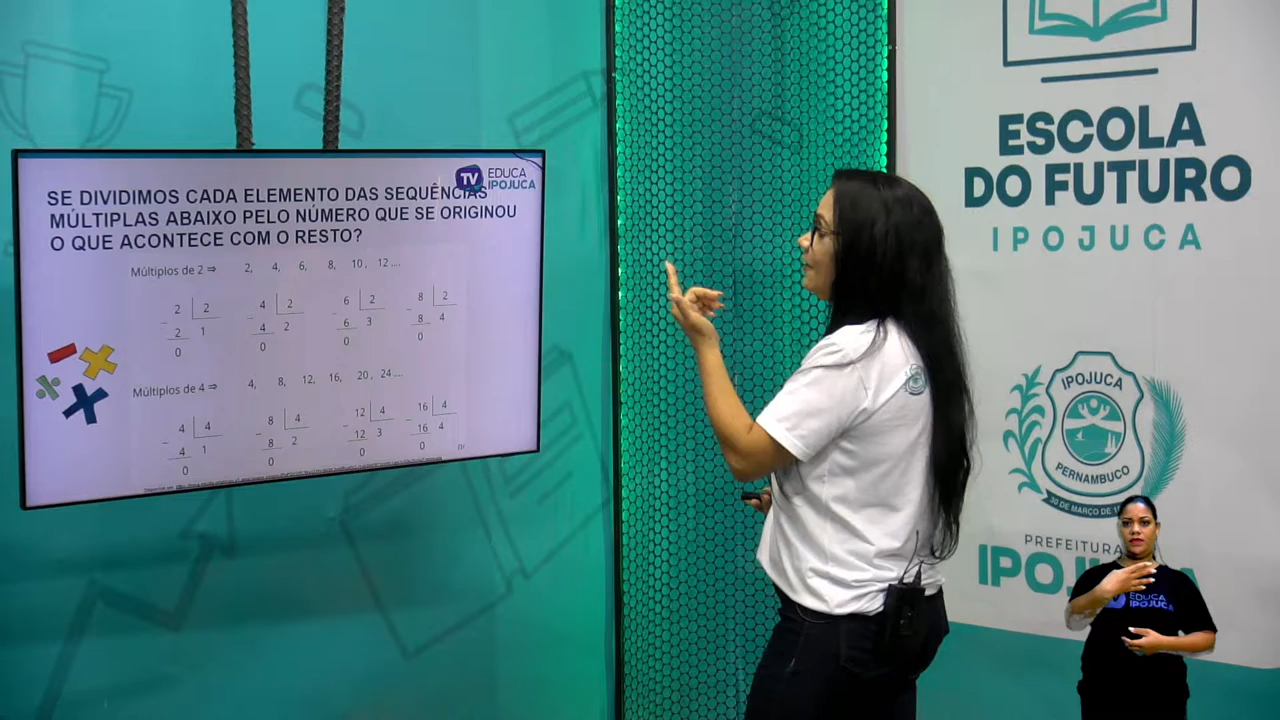 TV EDUCA
IPOJUCA
SE DIVIDIMOS CADA ELEMENTO DAS SEQUÊNCIAS
MÚLTIPLAS ABAIXO PELO NÚMERO QUE SE ORIGINOU
O QUE ACONTECE COM O RESTO?
Múltiplos de 2 ⇒ 2, 4, 6, 8, 10, 12 ....
2 2 4 2 6 2 8 2
- 2 1 - 4 2 - 6 3 - 8 4
0 0 0 0
Múltiplos de 4 ⇒ 4, 8, 12, 16, 20, 24 ....
4 4 8 4 12 4 16 4
- 4 1 - 8 2 - 12 3 - 16 4
0 0 0 0
ESCOLA
DO FUTURO
IPOJUCA
IPOJUCA
PERNAMBUCO
30 DE MARÇO DE
PREFEITURA
EDUCA
IPOJUCA